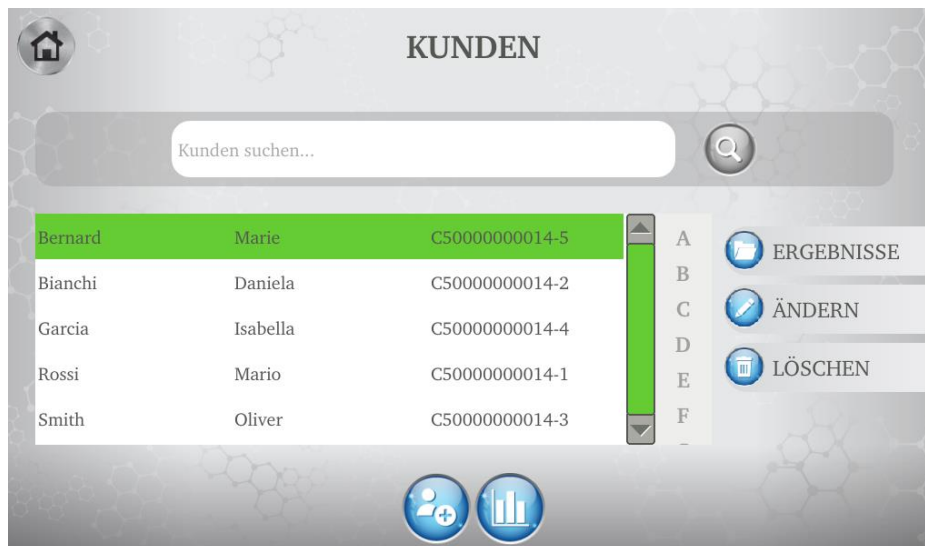 KUNDEN
Kunden suchen...
Bernard Marie C50000000014-5
Bianchi Daniela C50000000014-2
Garcia Isabella C50000000014-4
Rossi Mario C50000000014-1
Smith Oliver C50000000014-3
A
B
C
D
E
F
ERGEBNISSE
ÄNDERN
LÖSCHEN